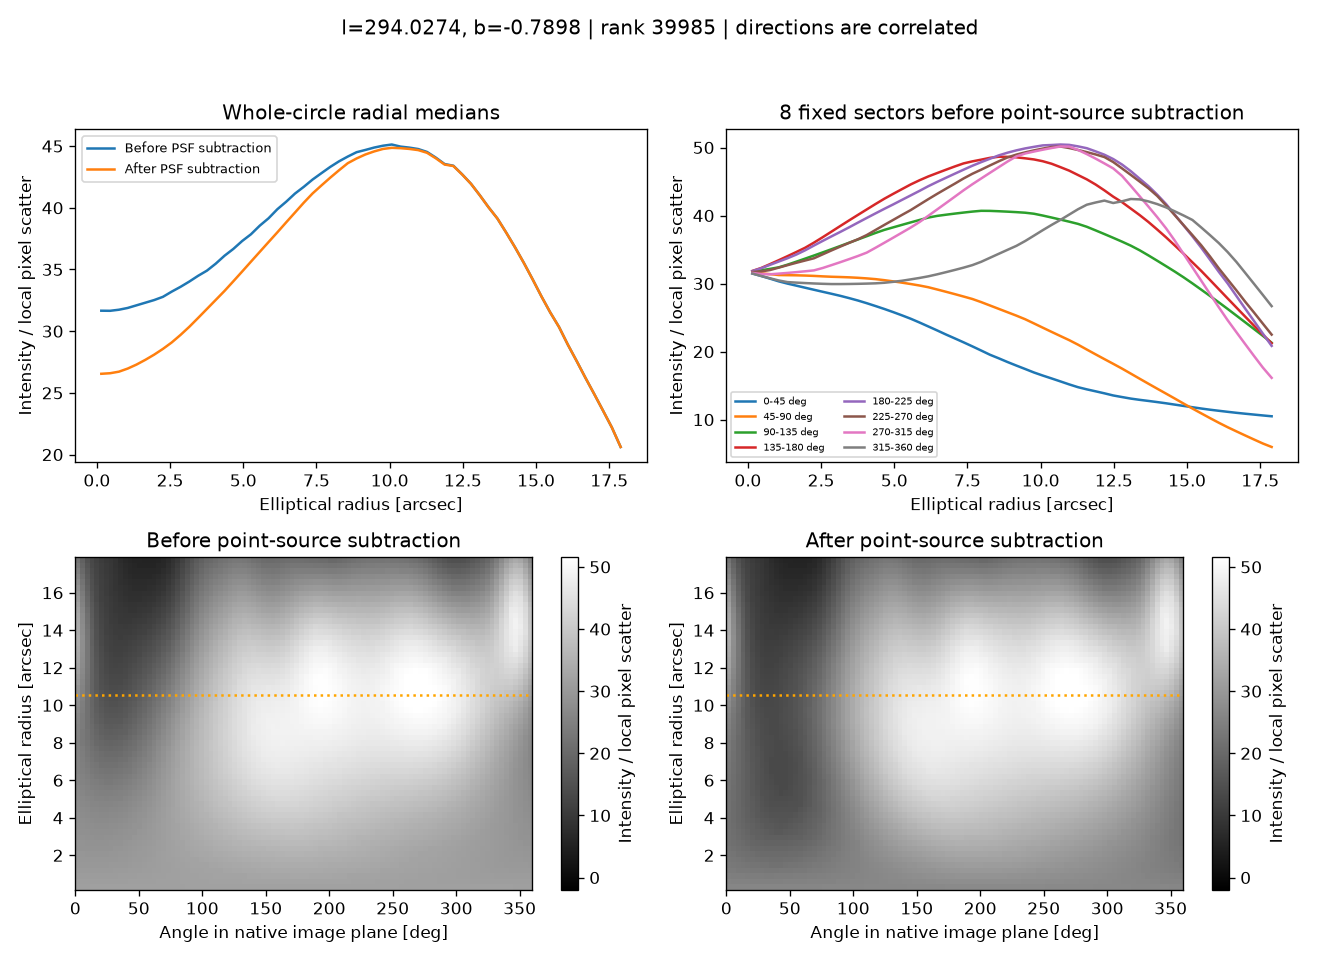 l=294.0274, b=-0.7898 | rank 39985 | directions are correlated
Whole-circle radial medians
Before PSF subtraction
After PSF subtraction
Intensity / local pixel scatter
45
40
35
30
25
20
0.0 2.5 5.0 7.5 10.0 12.5 15.0 17.5
Elliptical radius [arcsec]
8 fixed sectors before point-source subtraction
Intensity / local pixel scatter
50
40
30
20
10
0-45 deg
45-90 deg
90-135 deg
135-180 deg
180-225 deg
225-270 deg
270-315 deg
315-360 deg
0.0 2.5 5.0 7.5 10.0 12.5 15.0 17.5
Elliptical radius [arcsec]
Before point-source subtraction
Elliptical radius [arcsec]
16
14
12
10
8
6
4
2
0 50 100 150 200 250 300 350
Angle in native image plane [deg]
50
40
30
20
10
0
Intensity / local pixel scatter
After point-source subtraction
Elliptical radius [arcsec]
16
14
12
10
8
6
4
2
0 50 100 150 200 250 300 350
Angle in native image plane [deg]
50
40
30
20
10
0
Intensity / local pixel scatter